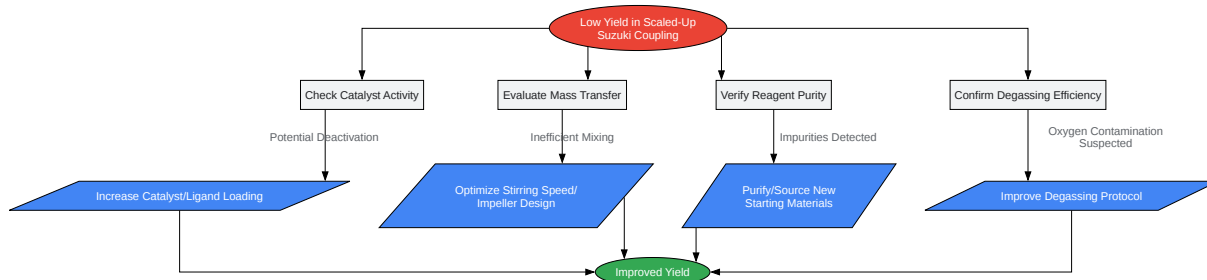 Low Yield in Scaled-Up
Suzuki Coupling
Check Catalyst Activity
Evaluate Mass Transfer
Verify Reagent Purity
Confirm Degassing Efficiency
Potential Deactivation
Inefficient Mixing
Impurities Detected
Oxygen Contamination
Suspected
Increase Catalyst/Ligand Loading
Optimize Stirring Speed/
Impeller Design
Purify/Source New
Starting Materials
Improve Degassing Protocol
Improved Yield